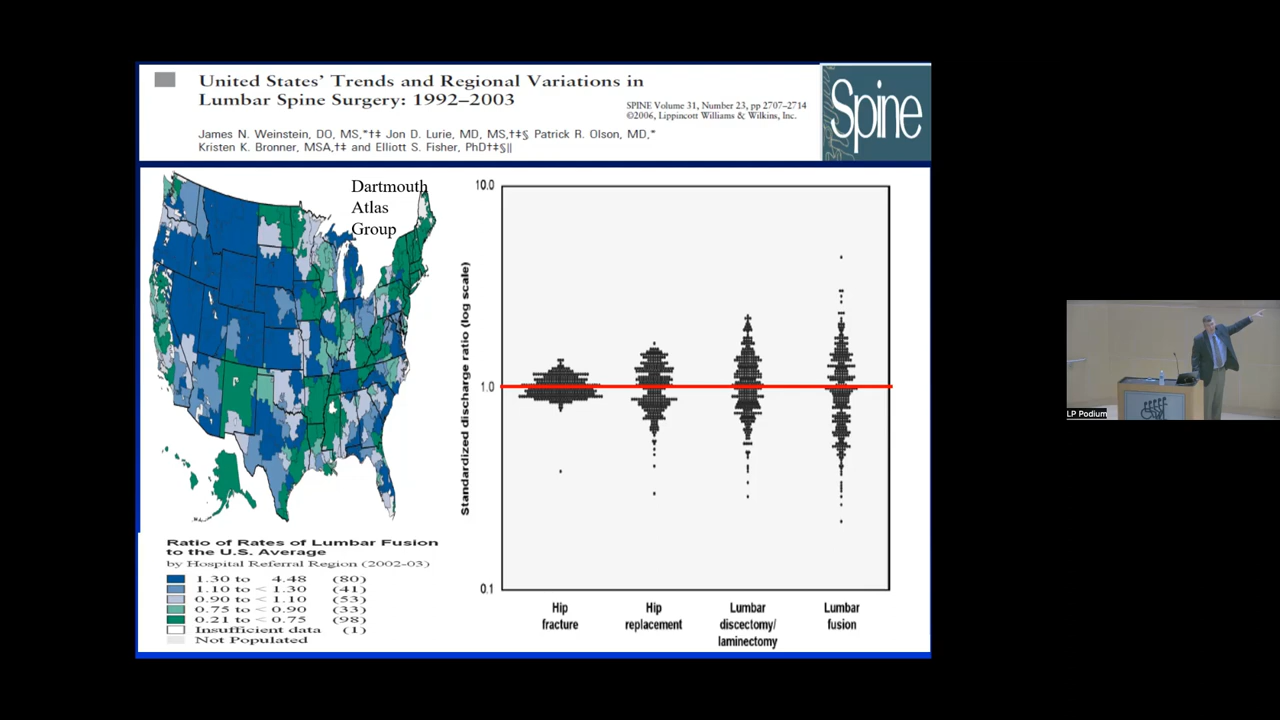 United States' Trends and Regional Variations in
Lumbar Spine Surgery: 1992–2003
SPINE Volume 31, Number 23, pp 2707–2714
©2006, Lippincott Williams & Wilkins, Inc.
James N. Weinstein, DO, MS,*†‡ Jon D. Lurie, MD, MS,†‡§ Patrick R. Olson, MD,*
Kristen K. Bronner, MSA,†‡ and Elliott S. Fisher, PhD†‡§||
Spine
Dartmouth
Atlas
Group
Ratio of Rates of Lumbar Fusion
to the U.S. Average
by Hospital Referral Region (2002-03)
1.30 to 4.48 (80)
1.10 to < 1.30 (41)
0.90 to < 1.10 (53)
0.75 to < 0.90 (33)
0.21 to < 0.75 (98)
Insufficient data (1)
Not Populated
Standardized discharge ratio (log scale)
10.0
1.0
0.1
Hip
fracture
Hip
replacement
Lumbar
discectomy/
laminectomy
Lumbar
fusion
LP Podium